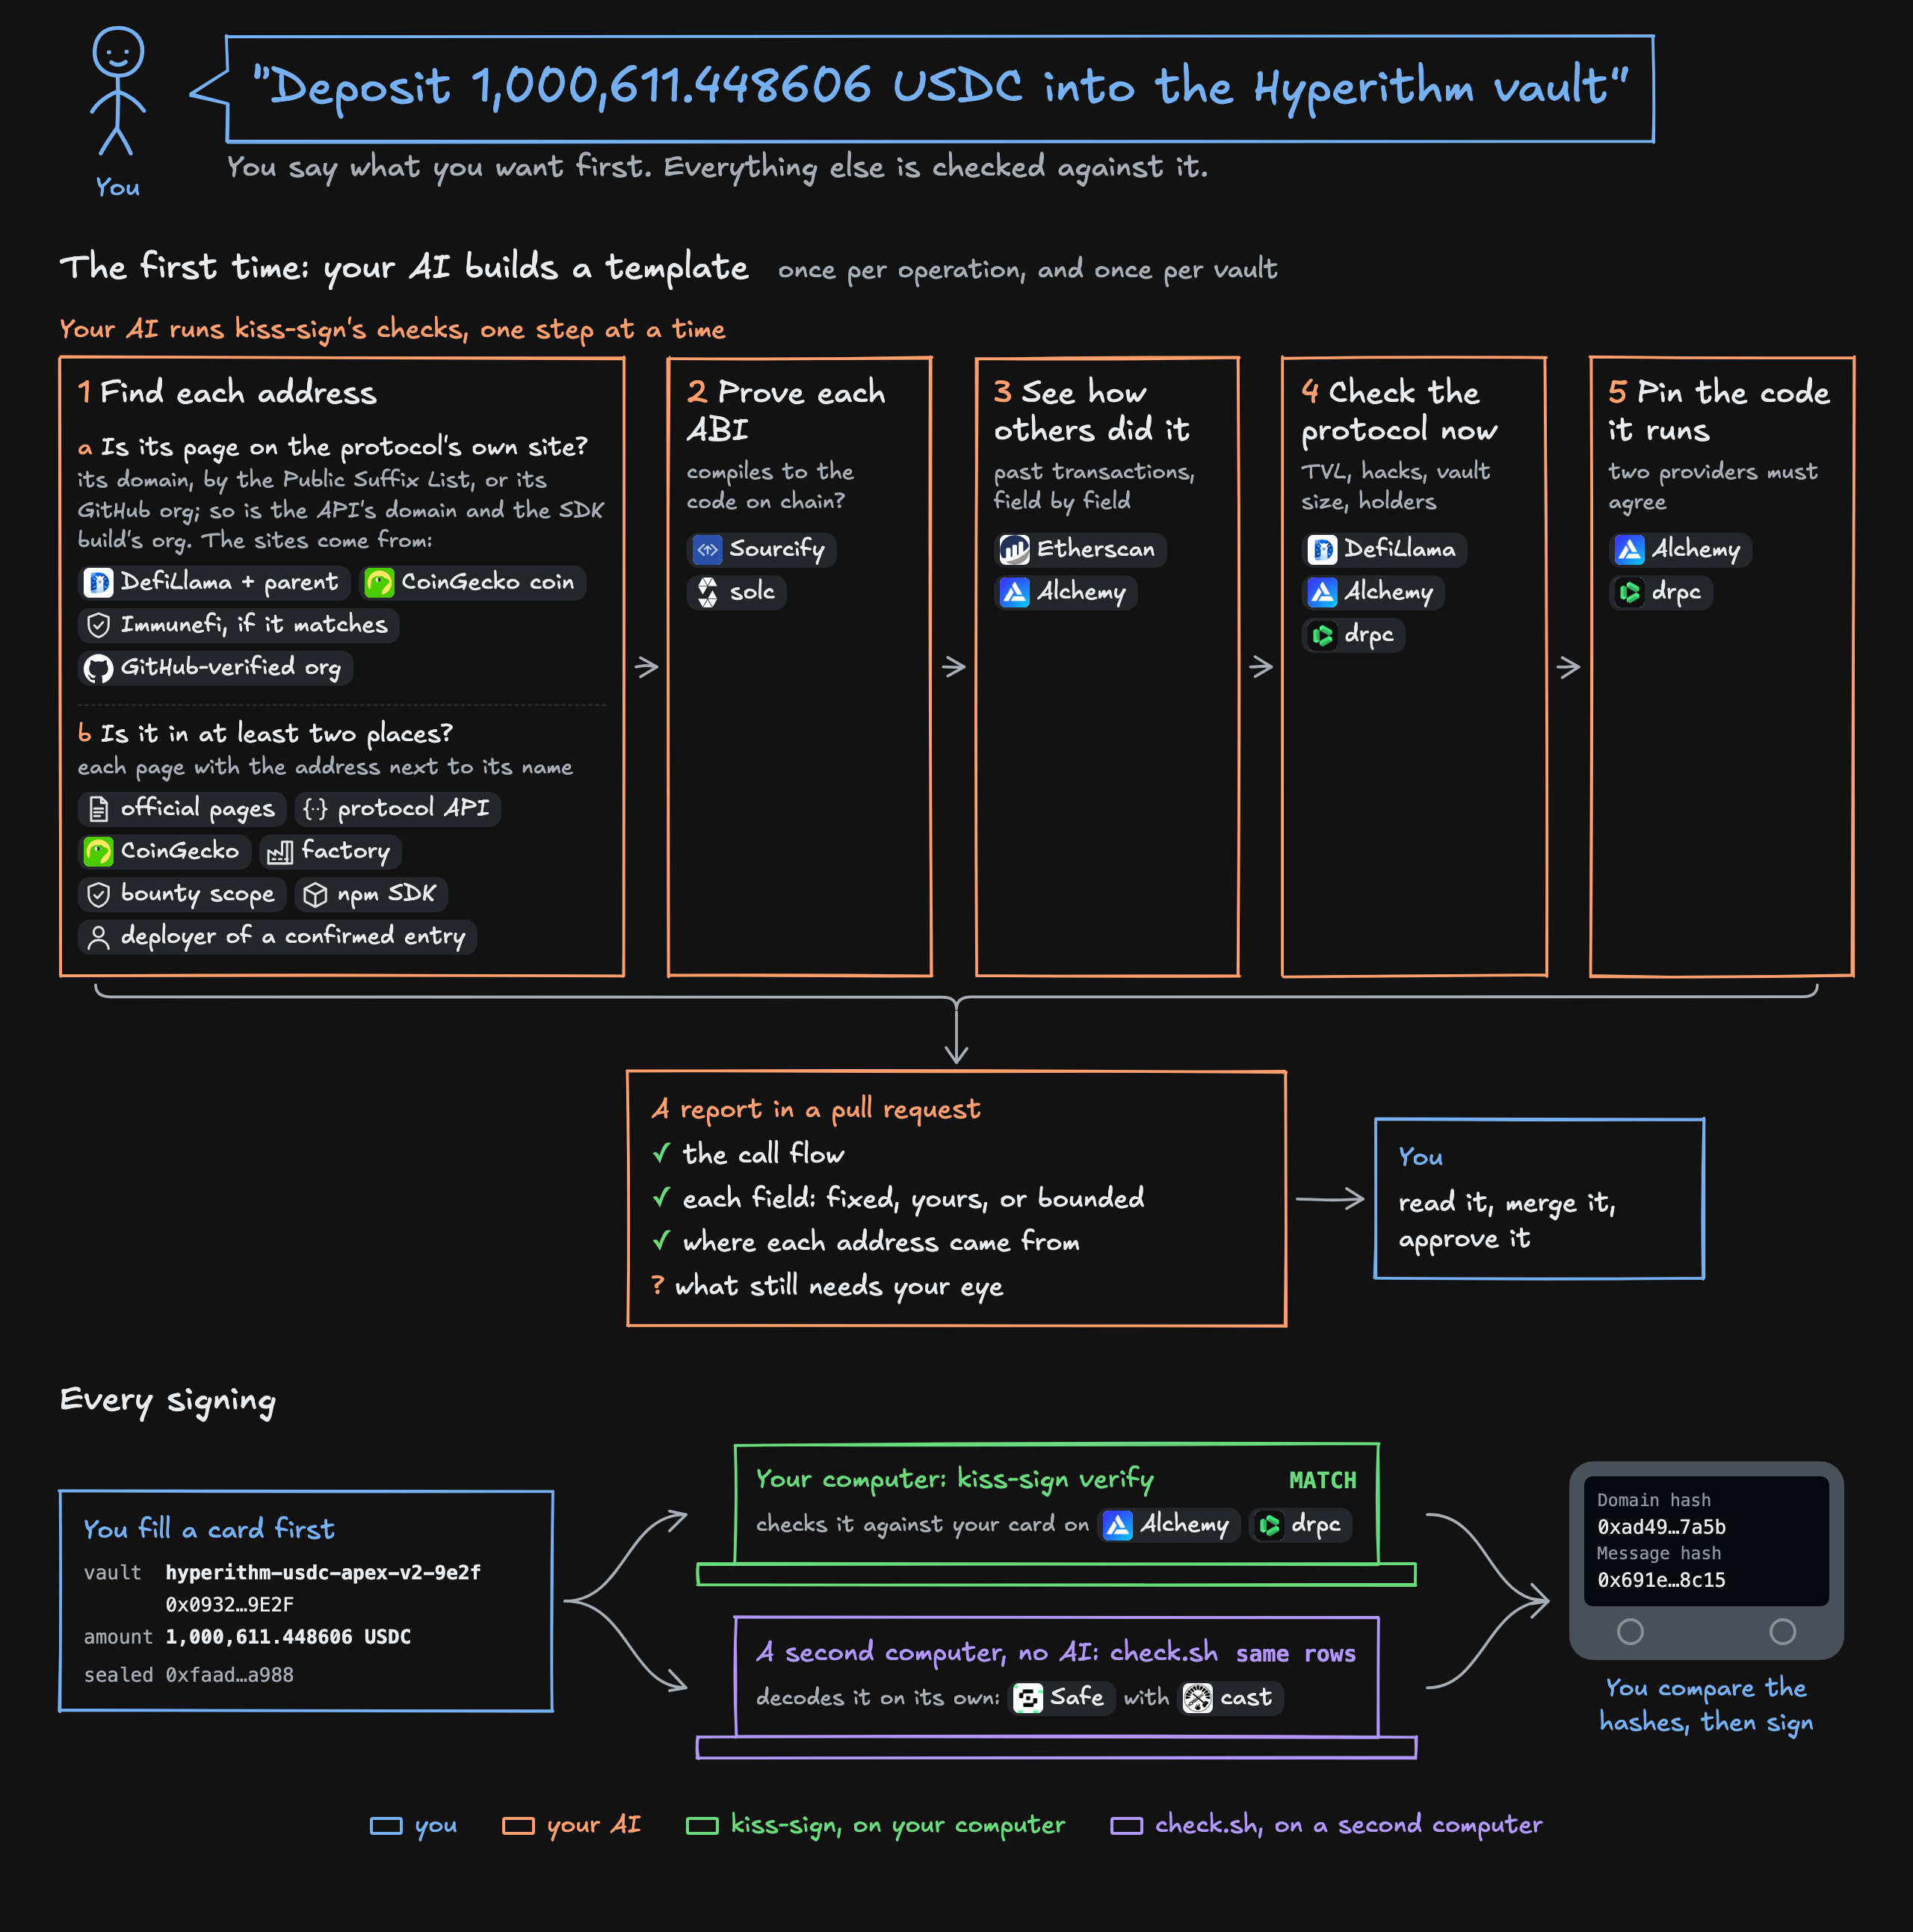 "Deposit 1,000,611.448606 USDC into the Hyperithm vault"
You
You say what you want first. Everything else is checked against it.
The first time: your AI builds a template once per operation, and once per vault
Your AI runs kiss-sign's checks, one step at a time
1 Find each address
a Is its page on the protocol's own site?
its domain, by the Public Suffix List, or its
GitHub org; so is the API's domain and the SDK
build's org. The sites come from:
DefiLlama + parent CoinGecko coin
Immunefi, if it matches
GitHub-verified org
b Is it in at least two places?
each page with the address next to its name
official pages protocol API
CoinGecko factory
bounty scope npm SDK
deployer of a confirmed entry
2 Prove each
ABI
compiles to the
code on chain?
Sourcify
solc
3 See how
others did it
past transactions,
field by field
Etherscan
Alchemy
4 Check the
protocol now
TVL, hacks, vault
size, holders
DefiLlama
Alchemy
drpc
5 Pin the code
it runs
two providers must
agree
Alchemy
drpc
A report in a pull request
✓ the call flow
✓ each field: fixed, yours, or bounded
✓ where each address came from
? what still needs your eye
You
read it, merge it,
approve it
Every signing
You fill a card first
vault hyperithm-usdc-apex-v2-9e2f
0x0932…9E2F
amount 1,000,611.448606 USDC
sealed 0xfaad…a988
Your computer: kiss-sign verify MATCH
checks it against your card on Alchemy drpc
A second computer, no AI: check.sh same rows
decodes it on its own: Safe with cast
Domain hash
0xad49…7a5b
Message hash
0x691e…8c15
You compare the
hashes, then sign
you your AI kiss-sign, on your computer check.sh, on a second computer